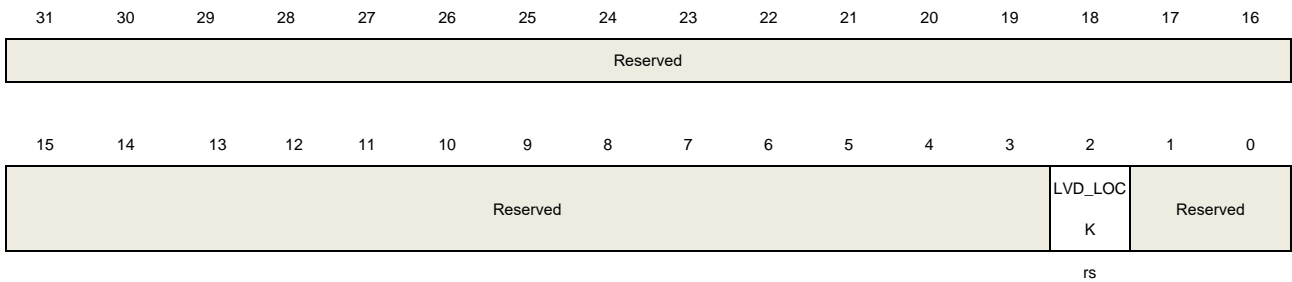 31 30 29 28 27 26 25 24 23 22 21 20 19 18 17 16
Reserved
15 14 13 12 11 10 9 8 7 6 5 4 3 2 1 0
Reserved LVD_LOC Reserved
K
rs